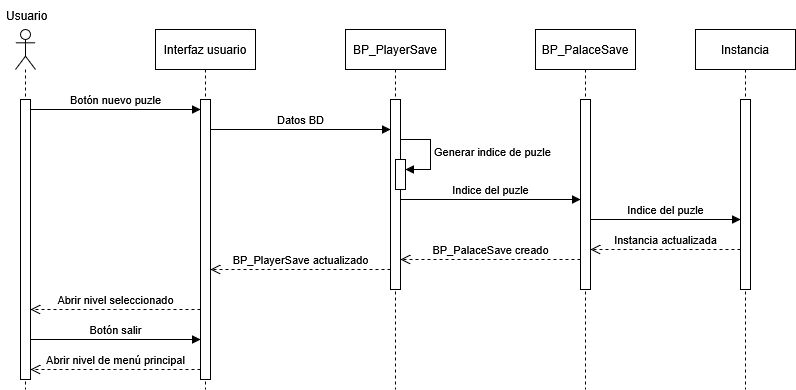 Usuario
Interfaz usuario
BP_PlayerSave
BP_PalaceSave
Instancia
Botón nuevo puzle
Datos BD
Generar indice de puzle
Indice del puzle
Indice del puzle
Instancia actualizada
BP_PalaceSave creado
BP_PlayerSave actualizado
Abrir nivel seleccionado
Botón salir
Abrir nivel de menú principal